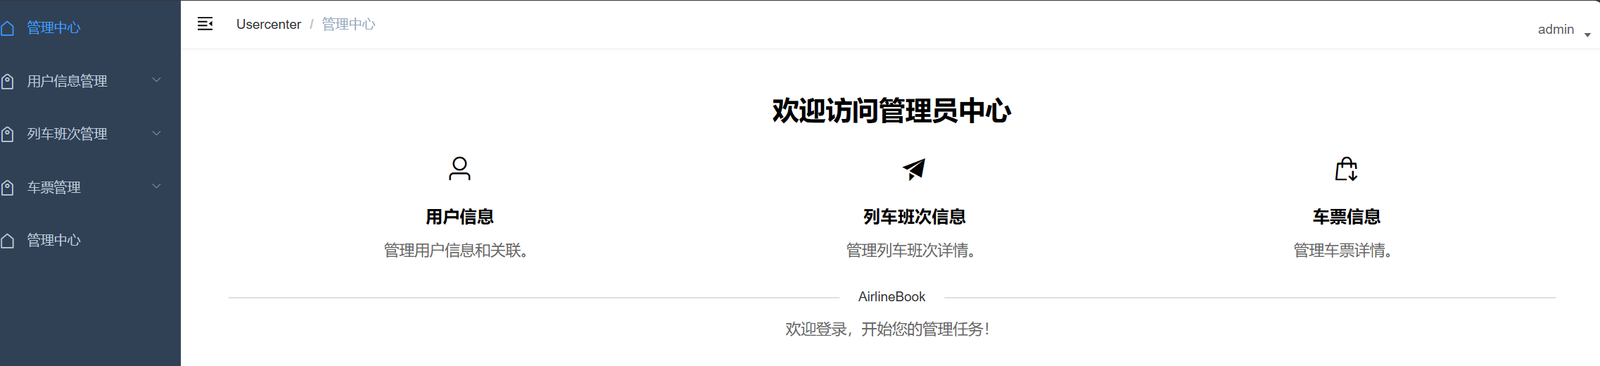 管理中心
用户信息管理
列车班次管理
车票管理
管理中心
Usercenter / 管理中心
admin
欢迎访问管理员中心
用户信息
管理用户信息和关联。
列车班次信息
管理列车班次详情。
车票信息
管理车票详情。
AirlineBook
欢迎登录，开始您的管理任务！